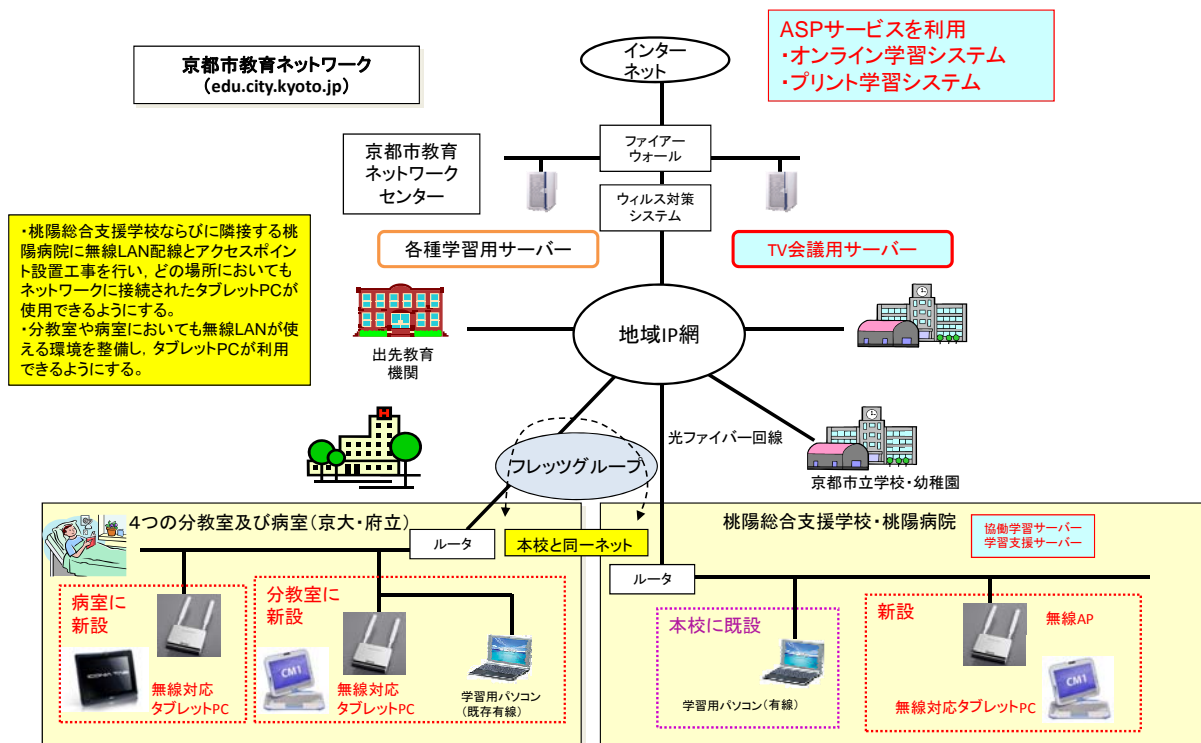 京都市教育ネットワーク
(edu.city.kyoto.jp)
インター
ネット
ASPサービスを利用
・オンライン学習システム
・プリント学習システム
ファイアー
ウォール
京都市教育
ネットワーク
センター
ウィルス対策
システム
・桃陽総合支援学校ならびに隣接する桃
陽病院に無線LAN配線とアクセスポイント
設置工事を行い，どの場所においても
ネットワークに接続されたタブレットPCが
使用できるようにする。
・分教室や病室においても無線LANが使
える環境を整備し，タブレットPCが利用
できるようにする。
各種学習用サーバー
TV会議用サーバー
地域IP網
出先教育
機関
H
光ファイバー回線
フレッツグループ
京都市立学校・幼稚園
4つの分教室及び病室(京大・府立)
ルータ
本校と同一ネット
桃陽総合支援学校・桃陽病院
協働学習サーバー
学習支援サーバー
ルータ
病室に
新設
無線対応
タブレットPC
分教室に
新設
CM1
無線対応
タブレットPC
学習用パソコン
(既存有線)
本校に既設
学習用パソコン(有線)
新設
無線AP
CM1
無線対応タブレットPC